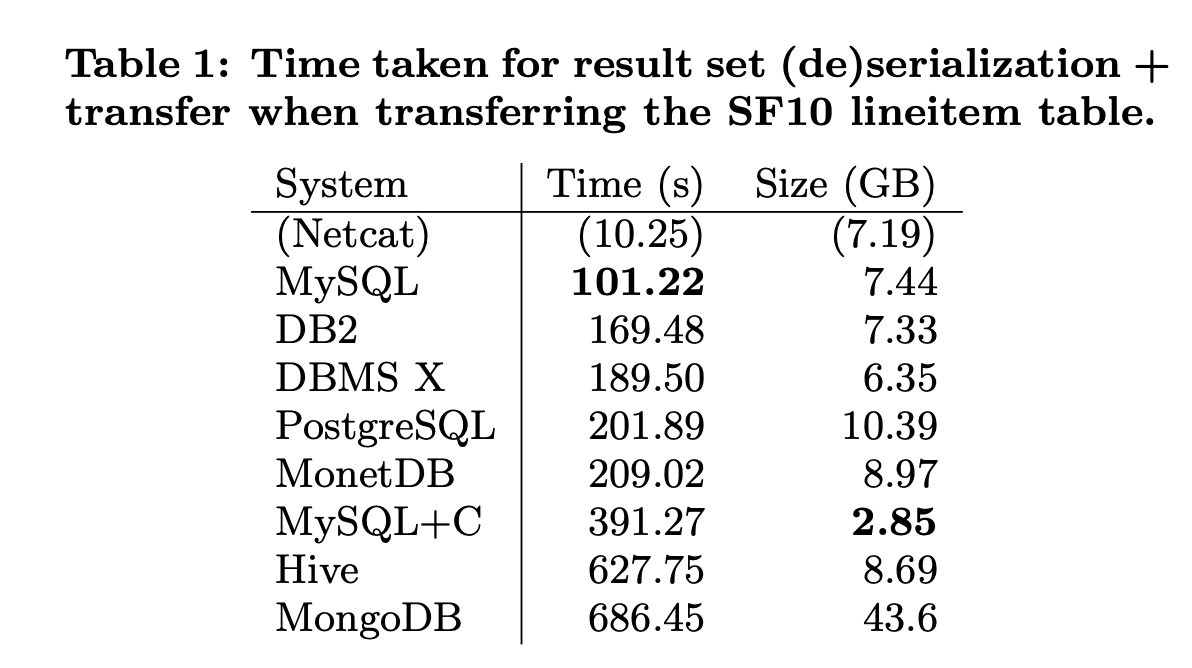 Table 1: Time taken for result set (de)serialization +
transfer when transferring the SF10 lineitem table.
System Time (s) Size (GB)
(Netcat) (10.25) (7.19)
MySQL 101.22 7.44
DB2 169.48 7.33
DBMS X 189.50 6.35
PostgreSQL 201.89 10.39
MonetDB 209.02 8.97
MySQL+C 391.27 2.85
Hive 627.75 8.69
MongoDB 686.45 43.6